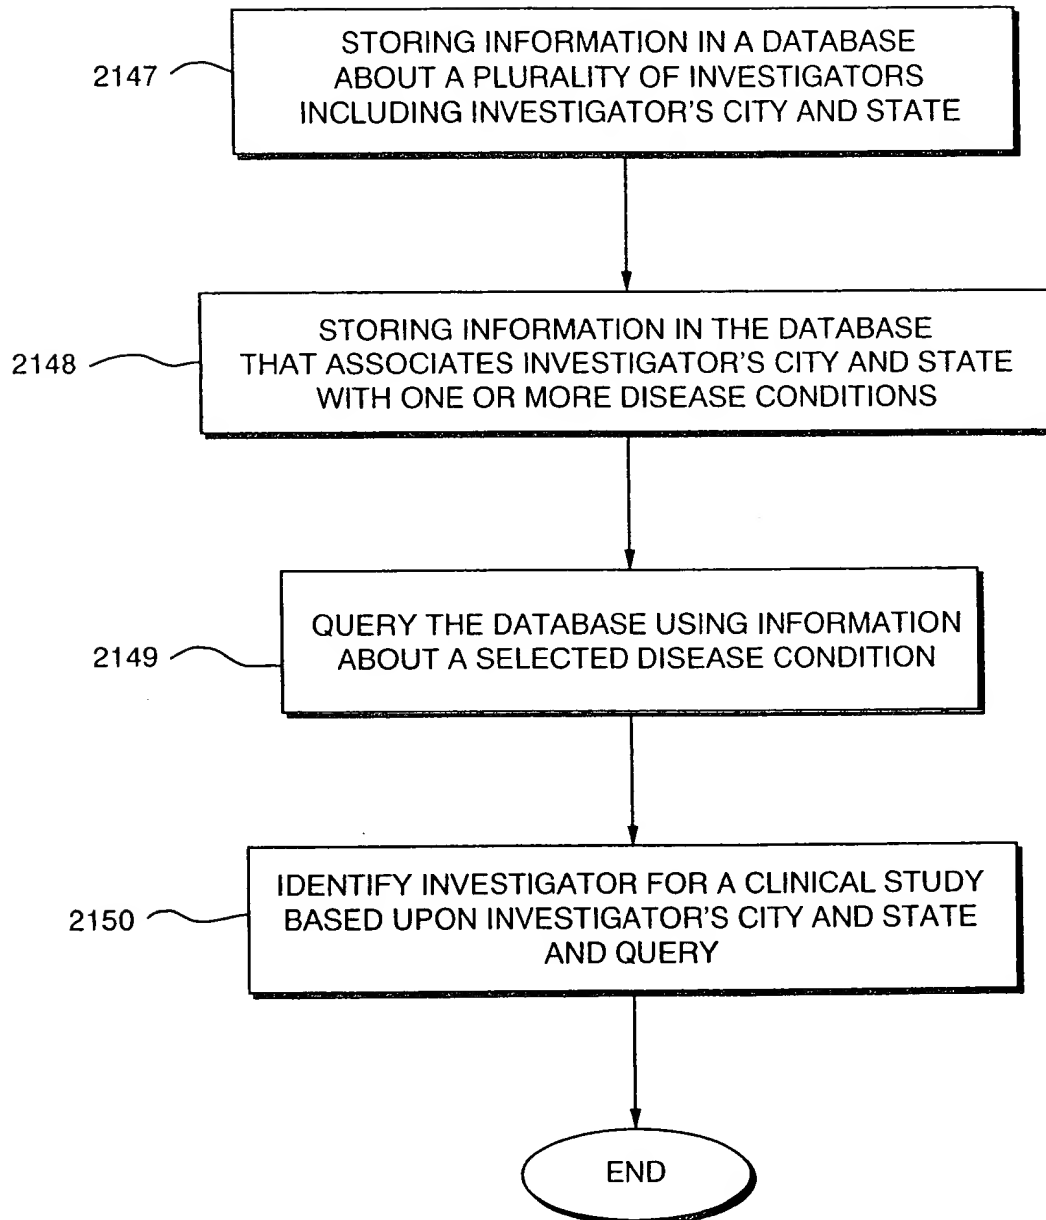 2147
STORING INFORMATION IN A DATABASE
ABOUT A PLURALITY OF INVESTIGATORS
INCLUDING INVESTIGATOR'S CITY AND STATE
2148
STORING INFORMATION IN THE DATABASE
THAT ASSOCIATES INVESTIGATOR'S CITY AND STATE
WITH ONE OR MORE DISEASE CONDITIONS
2149
QUERY THE DATABASE USING INFORMATION
ABOUT A SELECTED DISEASE CONDITION
2150
IDENTIFY INVESTIGATOR FOR A CLINICAL STUDY
BASED UPON INVESTIGATOR'S CITY AND STATE
AND QUERY
END